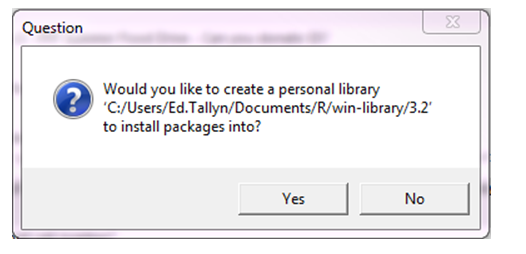 Question
Would you like to create a personal library
'C:/Users/Ed.Tallyn/Documents/R/win-library/3.2'
to install packages into?
Yes
No